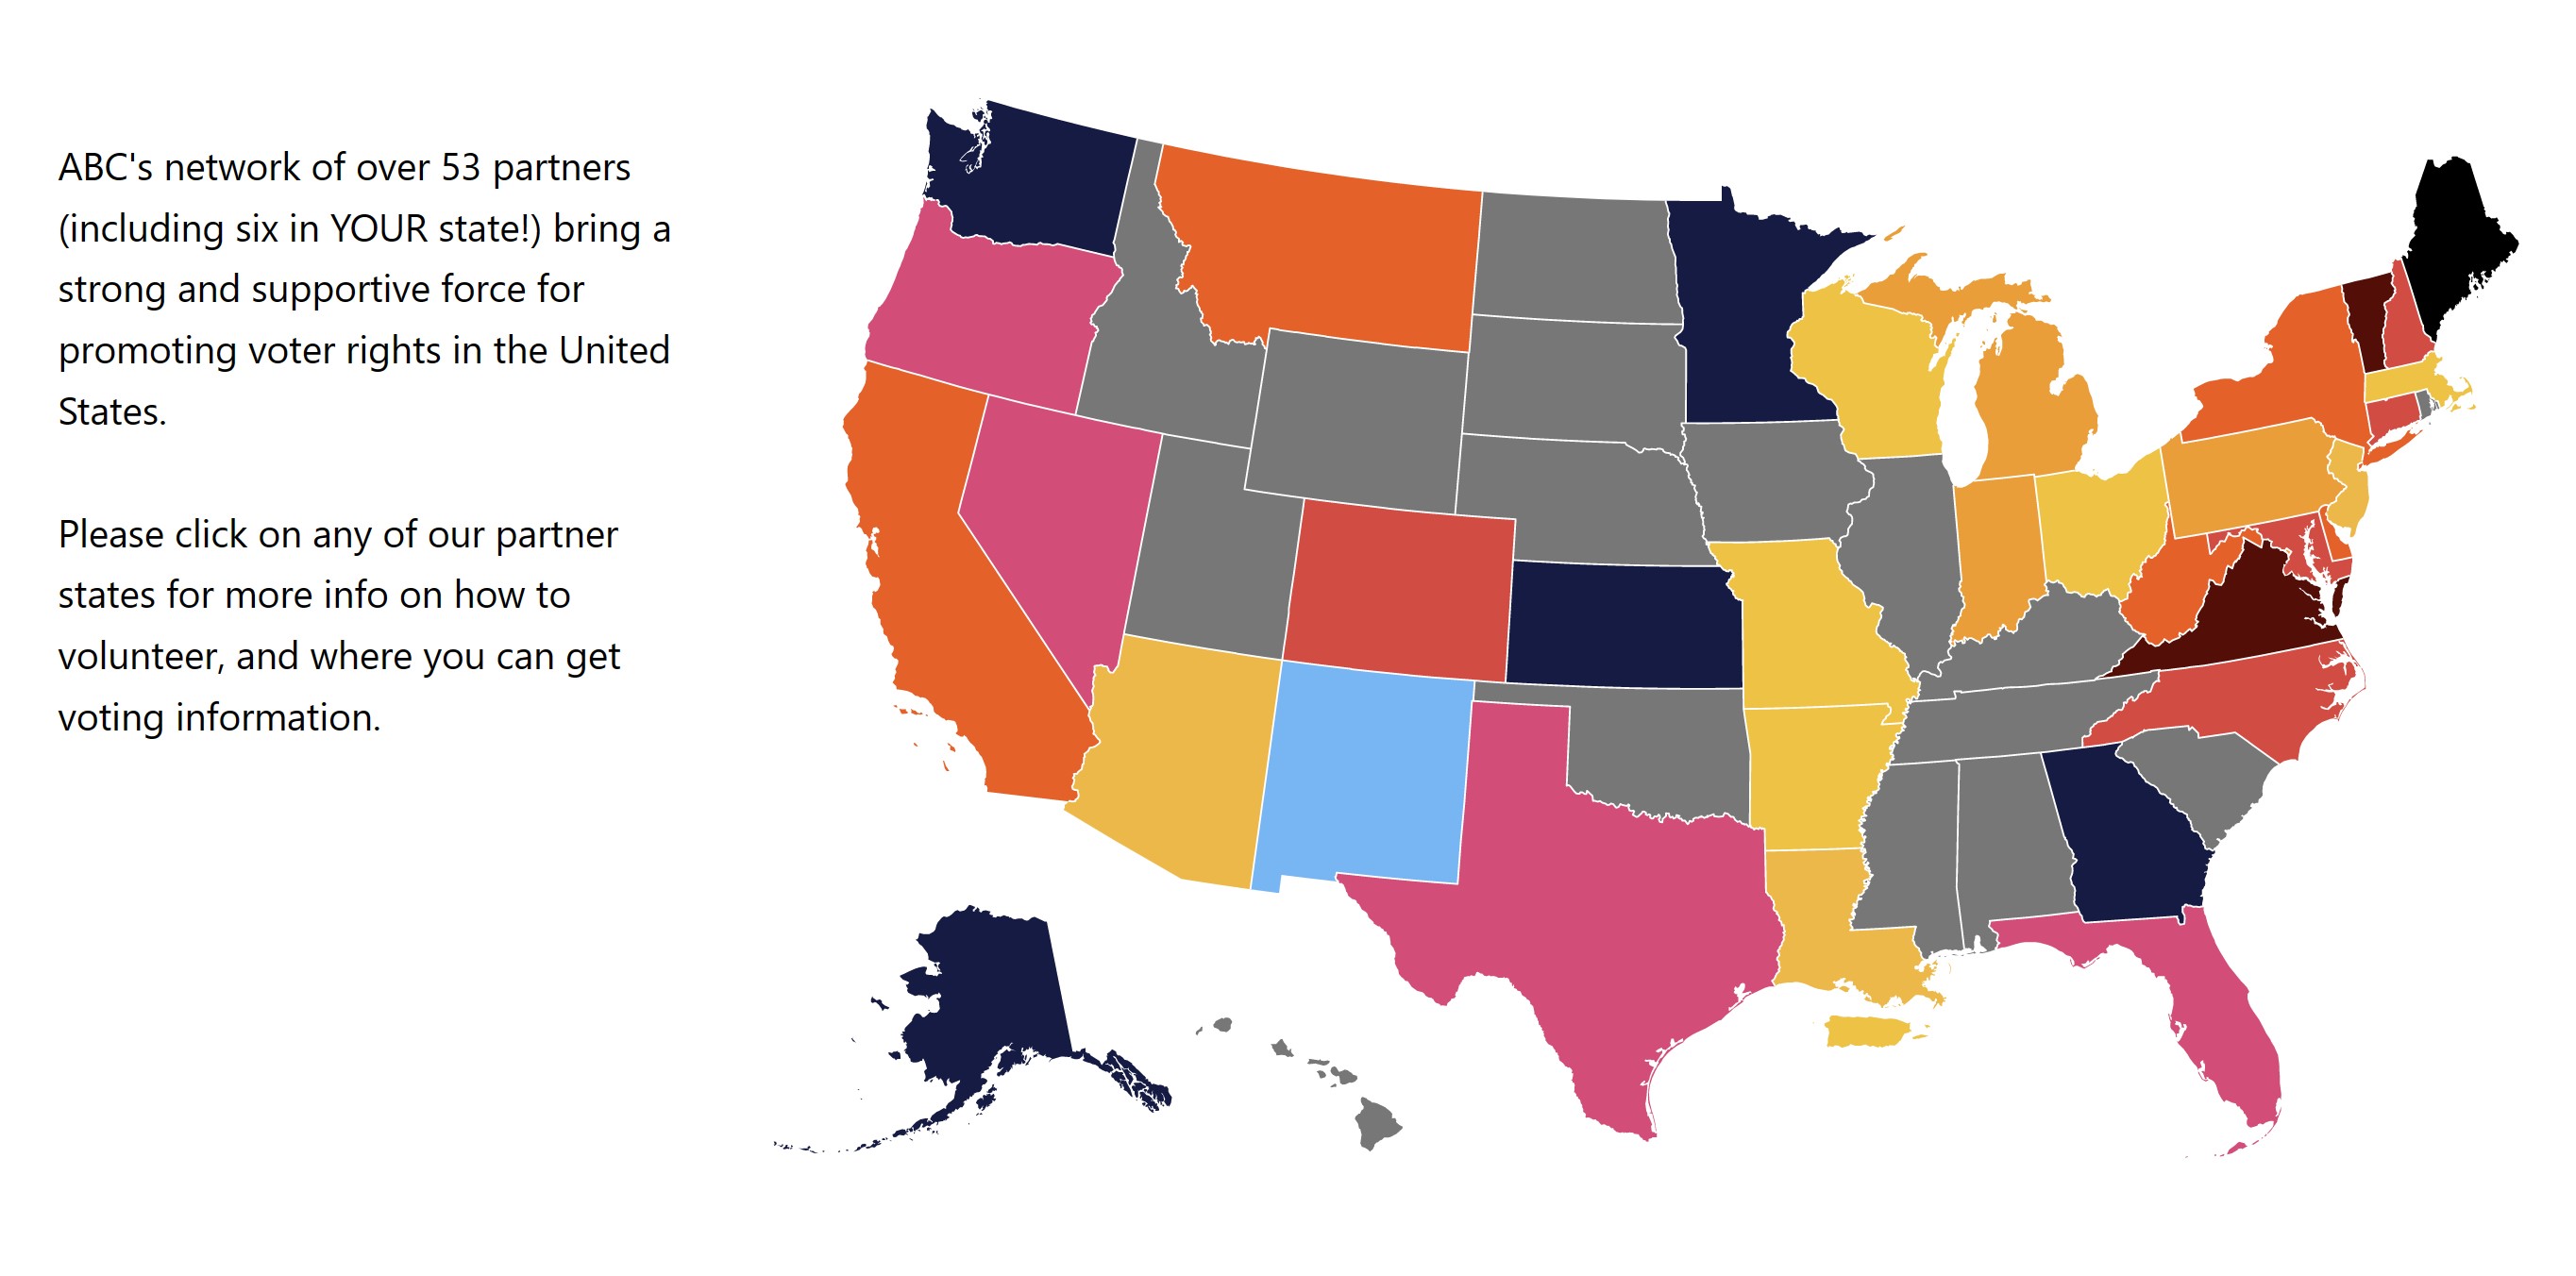 ABC's network of over 53 partners
(including six in YOUR state!) bring a
strong and supportive force for
promoting voter rights in the United
States.
Please click on any of our partner
states for more info on how to
volunteer, and where you can get
voting information.